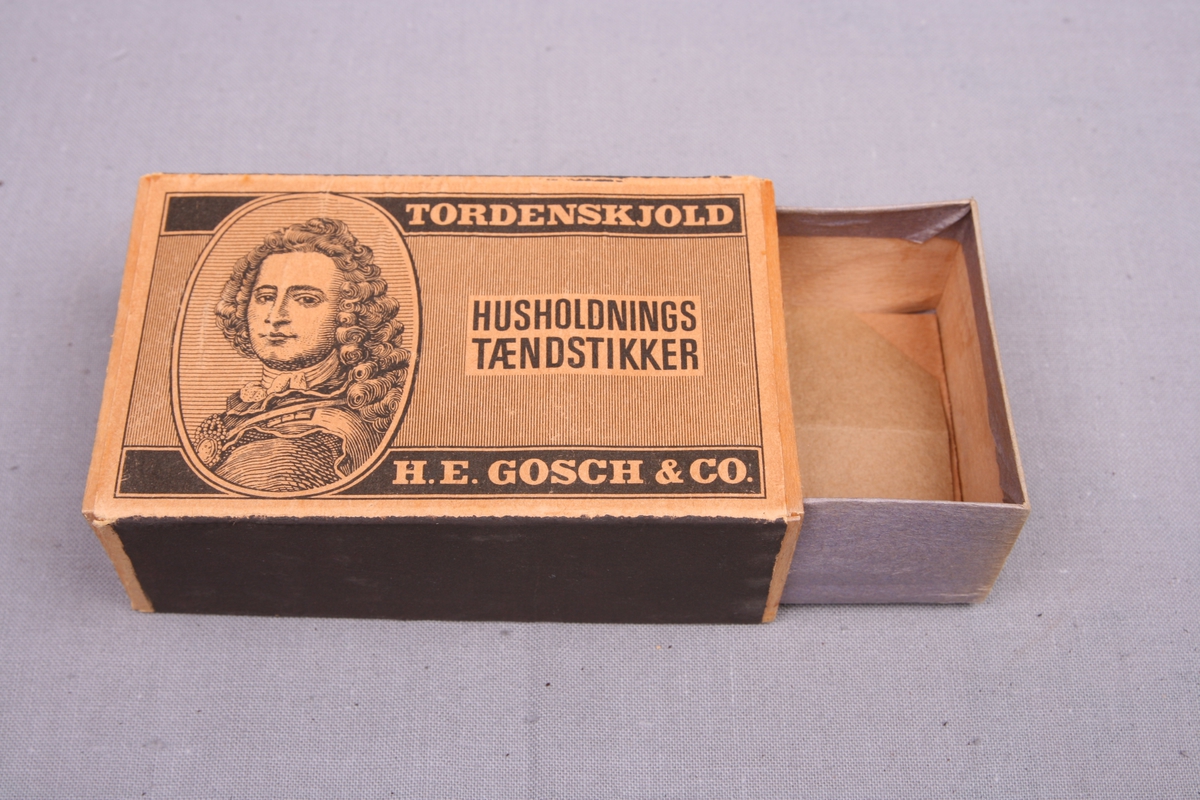 TORDENSKJOLD
HUSHOLDNINGS
TÆNDSTIKKER
H.E. GOSCH & CO.